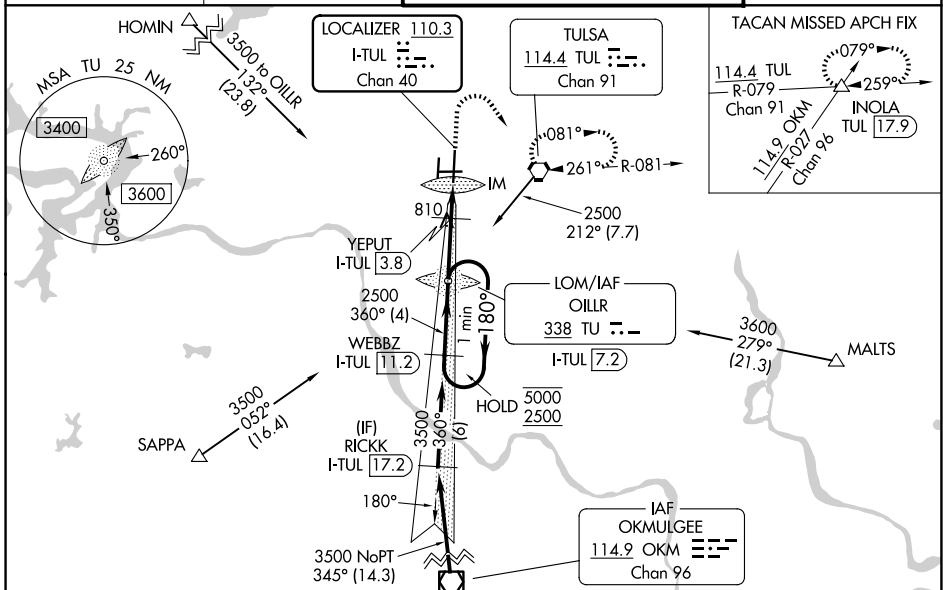 HOMIN
3500 to OILLR
132°
(23.8)
MSA TU 25 NM
3400
260°
3600
350°
LOCALIZER 110.3
I-TUL
Chan 40
TULSA
114.4 TUL
Chan 91
TACAN MISSED APCH FIX
079°
259°
114.4 TUL
R-079
Chan 91
INOLA
TUL 17.9
114.9 OKM
R-027
Chan 96
081°
261°
R-081
IM
810
2500
212° (7.7)
YEPUT
I-TUL 3.8
2500
360° (4)
1 min
180°
LOM/IAF
OILLR
338 TU
I-TUL 7.2
3600
279°
(21.3)
MALTS
WEBBZ
I-TUL 11.2
HOLD
5000
2500
3500
052°
(16.4)
SAPPA
3500
360°
(6)
(IF)
RICKK
I-TUL 17.2
180°
3500 NoPT
345° (14.3)
IAF
OKMULGEE
114.9 OKM
Chan 96